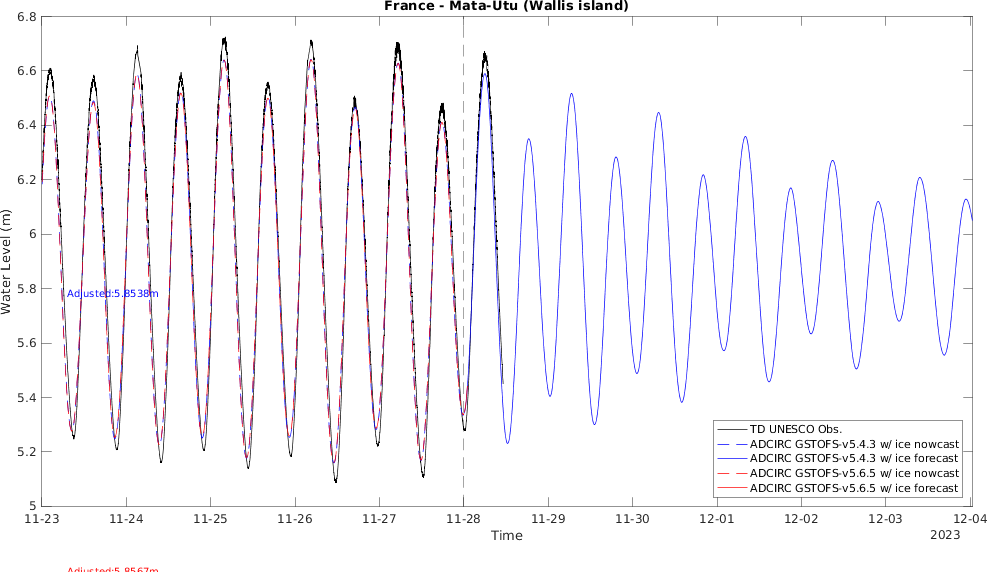 France - Mata-Utu (Wallis island)
6.8
6.6
6.4
6.2
6
5.8
5.6
5.4
5.2
5
Water Level (m)
Adjusted:5.8538m
TD UNESCO Obs.
ADCIRC GSTOFS-v5.4.3 w/ ice nowcast
ADCIRC GSTOFS-v5.4.3 w/ ice forecast
ADCIRC GSTOFS-v5.6.5 w/ ice nowcast
ADCIRC GSTOFS-v5.6.5 w/ ice forecast
11-23 11-24 11-25 11-26 11-27 11-28 11-29 11-30 12-01 12-02 12-03 12-04
Time
2023
Adjusted:5.8567m